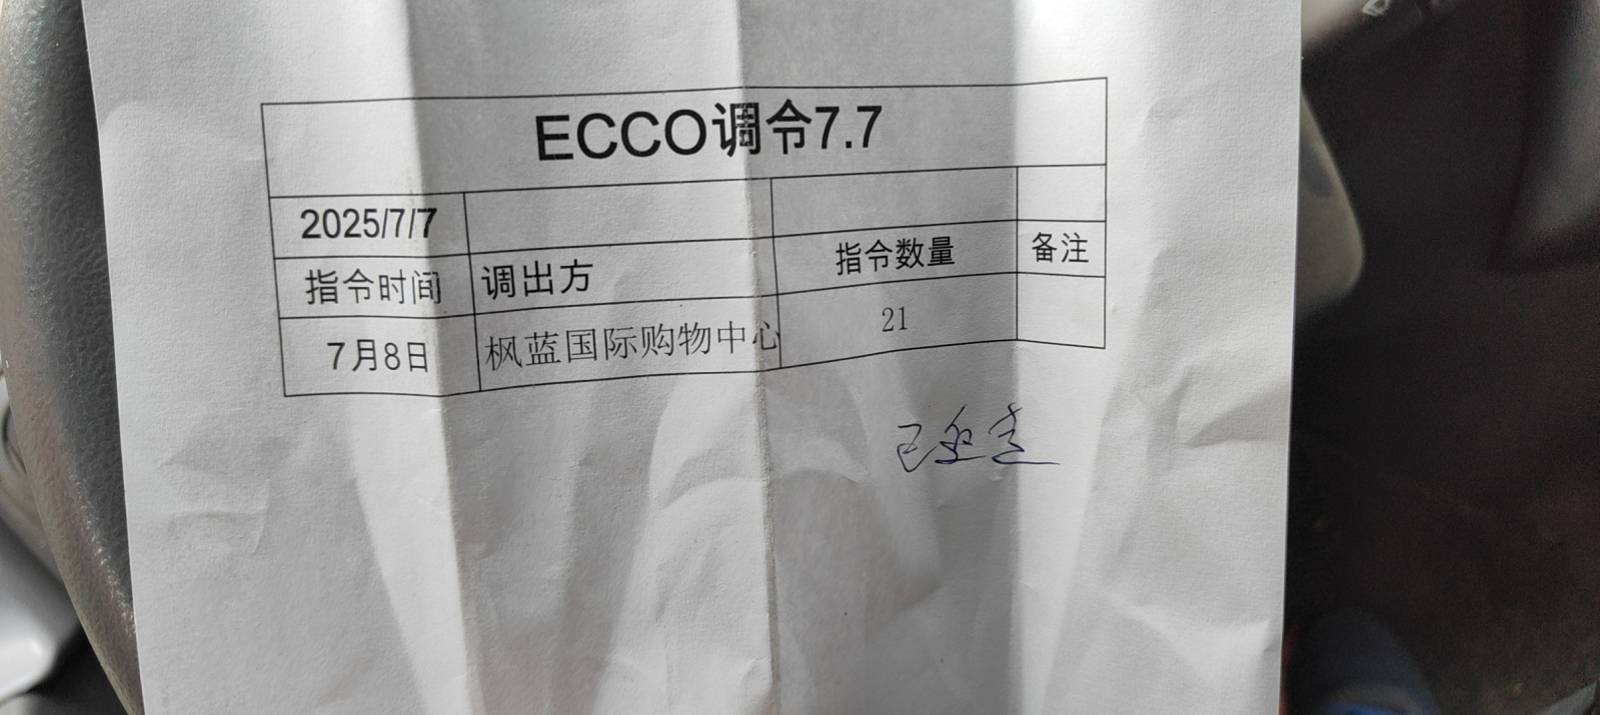 ECCO调令7.7
2025/7/7
指令时间 调出方 指令数量 备注
7月8日 枫蓝国际购物中心 21